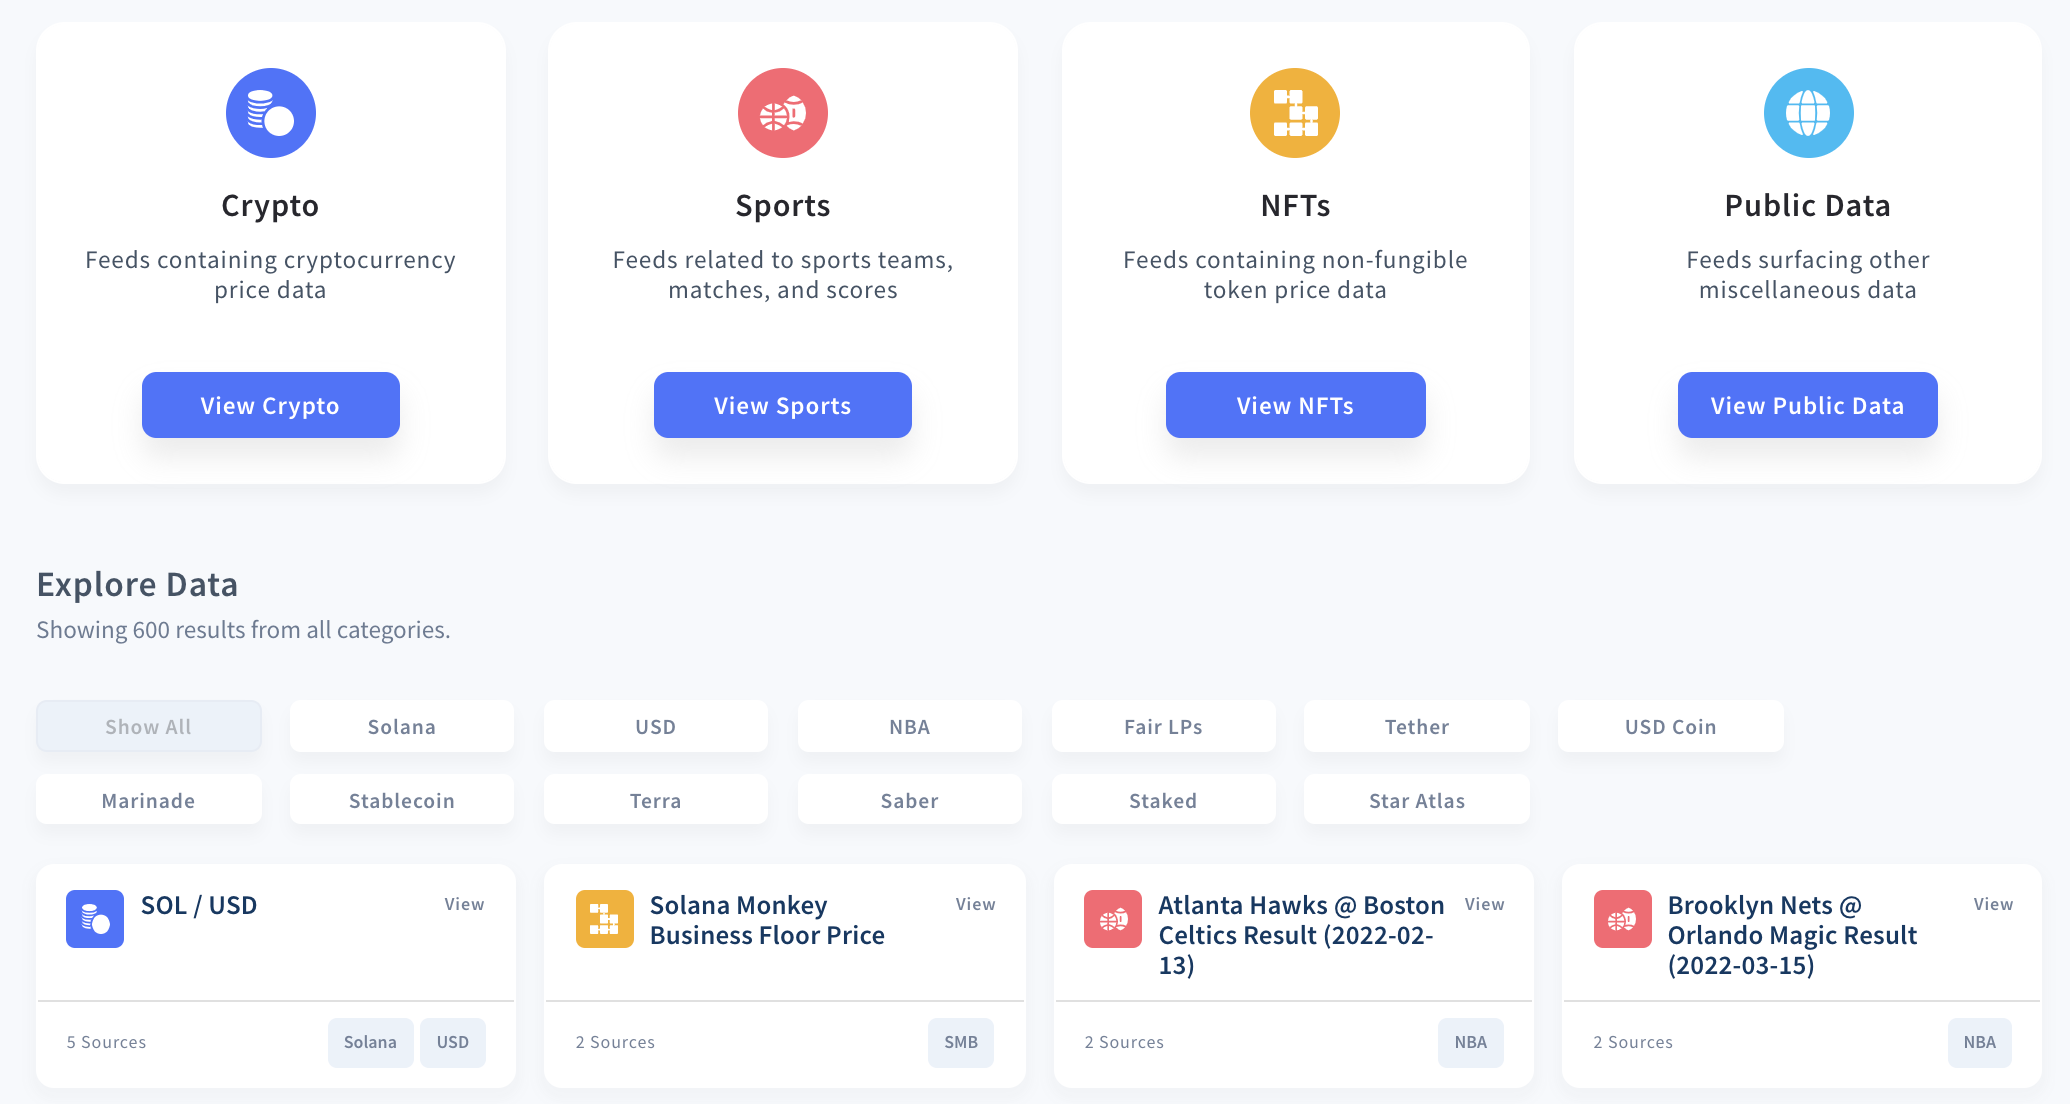 Crypto
Feeds containing cryptocurrency
price data
View Crypto
Sports
Feeds related to sports teams,
matches, and scores
View Sports
NFTs
Feeds containing non-fungible
token price data
View NFTs
Public Data
Feeds surfacing other
miscellaneous data
View Public Data
Explore Data
Showing 600 results from all categories.
Show All
Solana
USD
NBA
Fair LPs
Tether
USD Coin
Marinade
Stablecoin
Terra
Saber
Staked
Star Atlas
SOL / USD
View
5 Sources
Solana
USD
Solana Monkey
Business Floor Price
View
2 Sources
SMB
Atlanta Hawks @ Boston
Celtics Result (2022-02-
13)
View
2 Sources
NBA
Brooklyn Nets @
Orlando Magic Result
(2022-03-15)
View
2 Sources
NBA